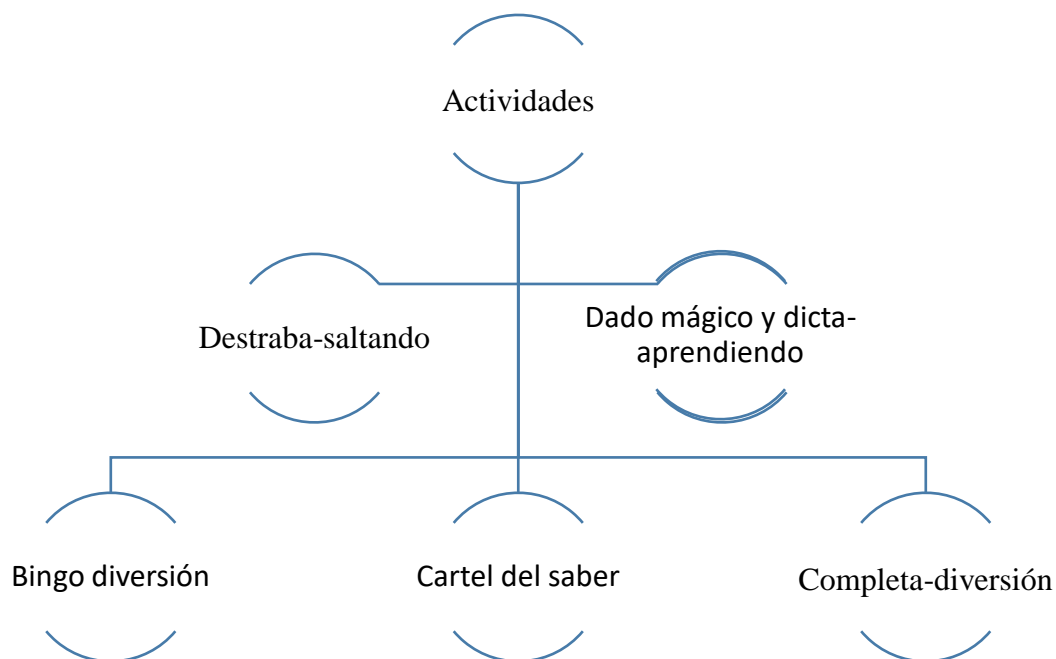 Actividades
Destraba-saltando
Dado mágico y dicta-
aprendiendo
Bingo diversión
Cartel del saber
Completa-diversión